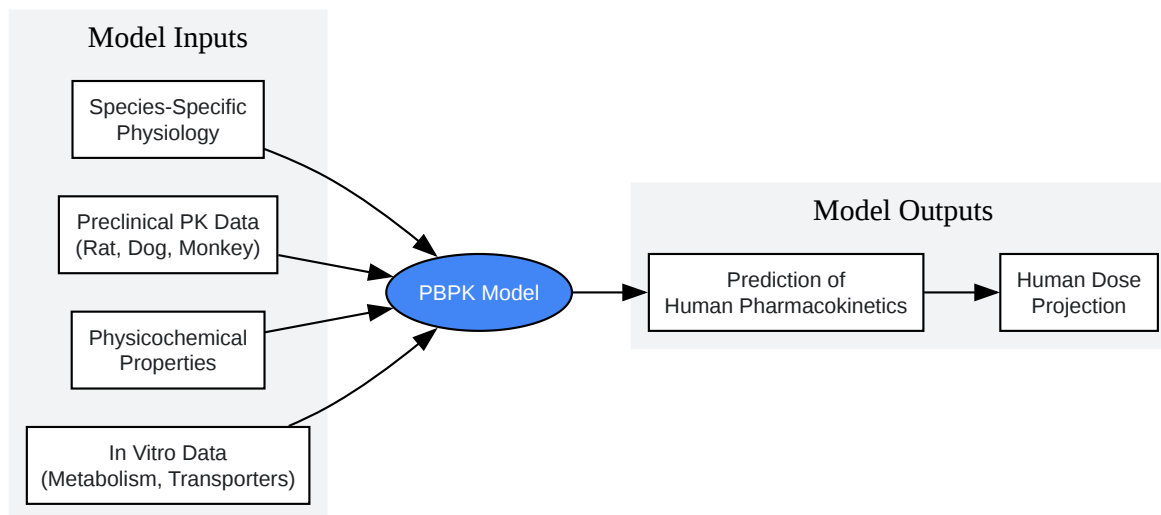 Model Inputs
Species-Specific
Physiology
Preclinical PK Data
(Rat, Dog, Monkey)
Physicochemical
Properties
In Vitro Data
(Metabolism, Transporters)
PBPK Model
Model Outputs
Prediction of
Human Pharmacokinetics
Human Dose
Projection